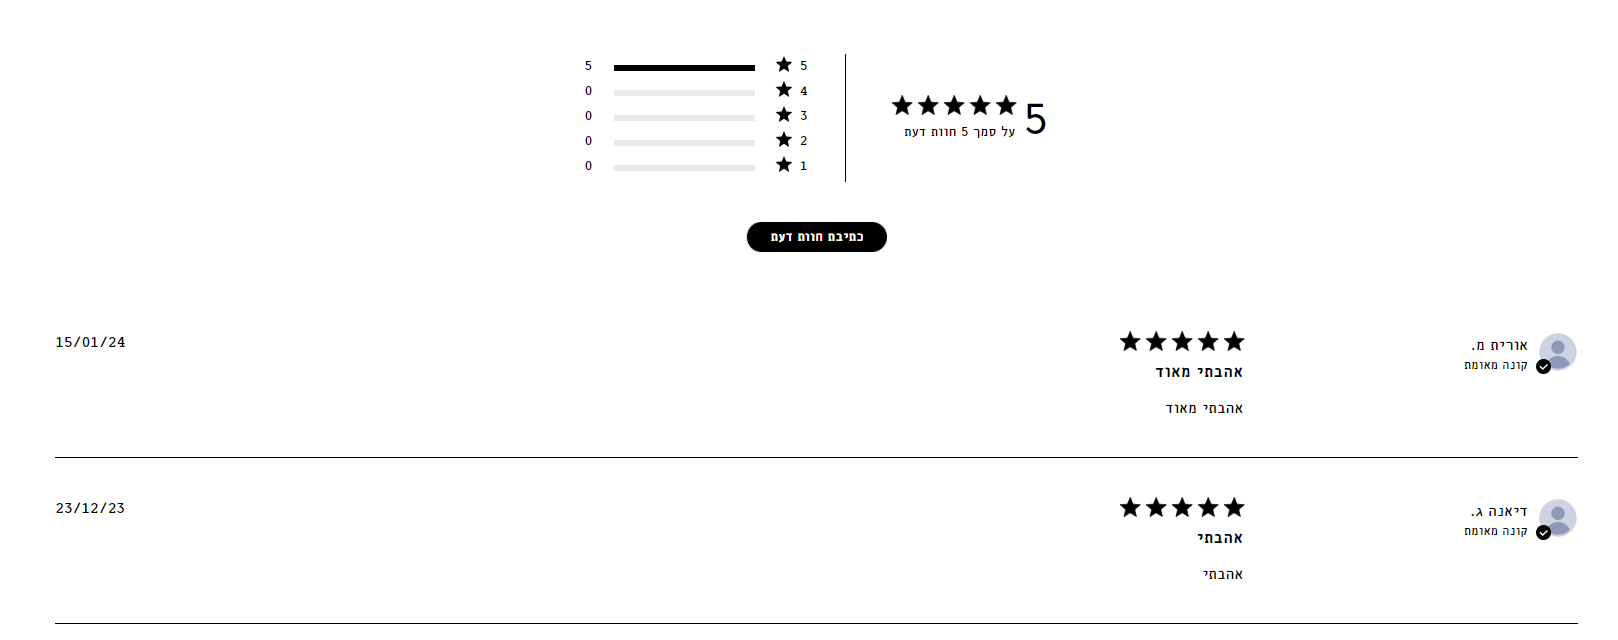 5
על סמך 5 חוות דעת
5 5
4 0
3 0
2 0
1 0
כתיבת חוות דעת
אורית מ.
קונה מאומת
אהבתי מאוד
אהבתי מאוד
15/01/24
דיאנה ג.
קונה מאומת
אהבתי
אהבתי
23/12/23